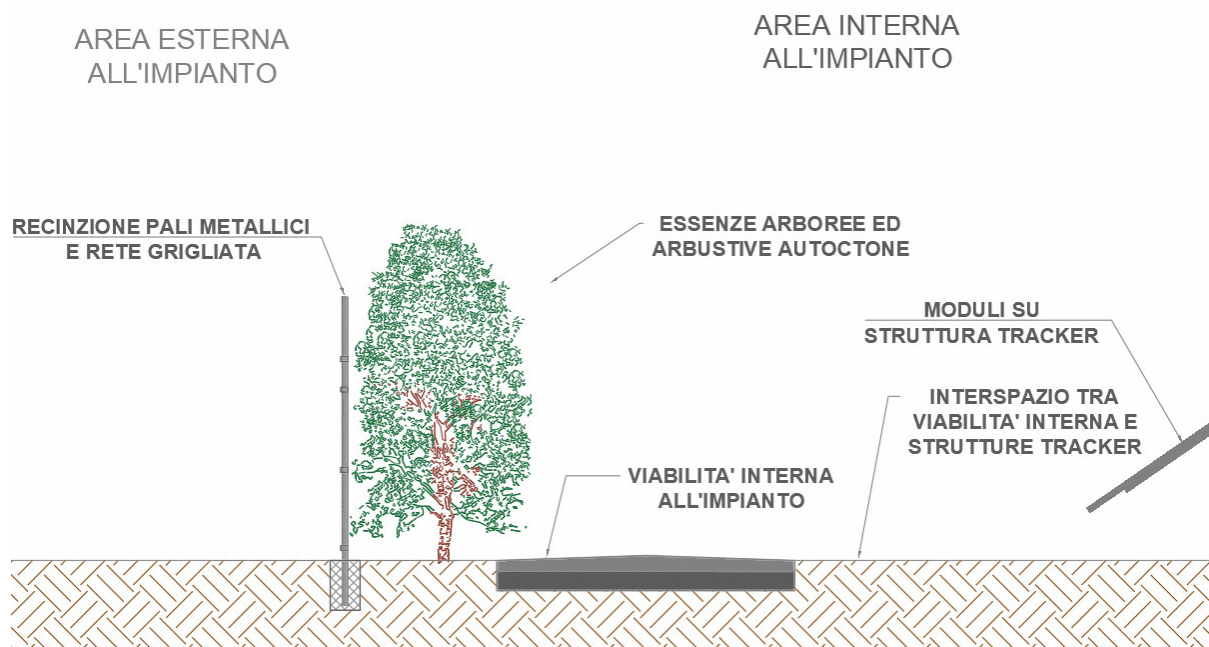 AREA ESTERNA
ALL'IMPIANTO
AREA INTERNA
ALL'IMPIANTO
RECINZIONE PALI METALLICI
E RETE GRIGLIATA
ESSENZE ARBOREE ED
ARBUSTIVE AUTOCTONE
MODULI SU
STRUTTURA TRACKER
INTERSPAZIO TRA
VIABILITA' INTERNA E
STRUTTURE TRACKER
VIABILITA' INTERNA
ALL'IMPIANTO